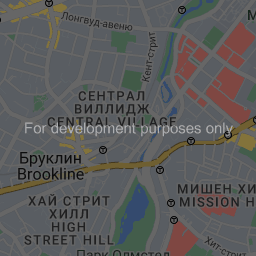 Лонгвуд-авеню
Кент-стрит
СЕНТРАЛ
ВИЛЛИДЖ
CENTRAL VILLAGE
For development purposes only
Бруклин
Brookline
МИШЕН ХИ
MISSION H
ХАЙ СТРИТ
ХИЛЛ
HIGH
STREET HILL
Хит-стрит
Парк Олмстед